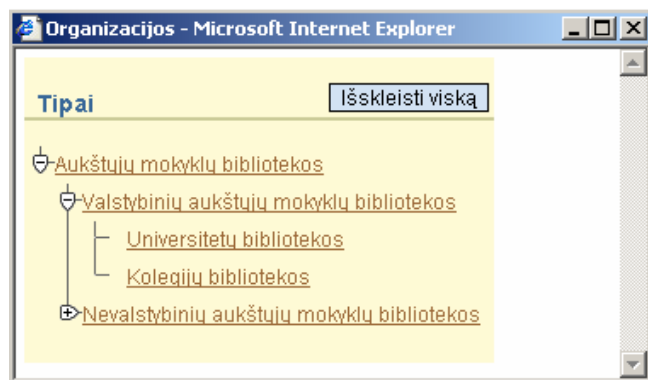 Organizacijos - Microsoft Internet Explorer
Tipai
Išskleisti viską
Aukštųjų mokyklų bibliotekos
Valstybinių aukštųjų mokyklų bibliotekos
Universitetų bibliotekos
Kolegijų bibliotekos
Nevalstybinių aukštųjų mokyklų bibliotekos